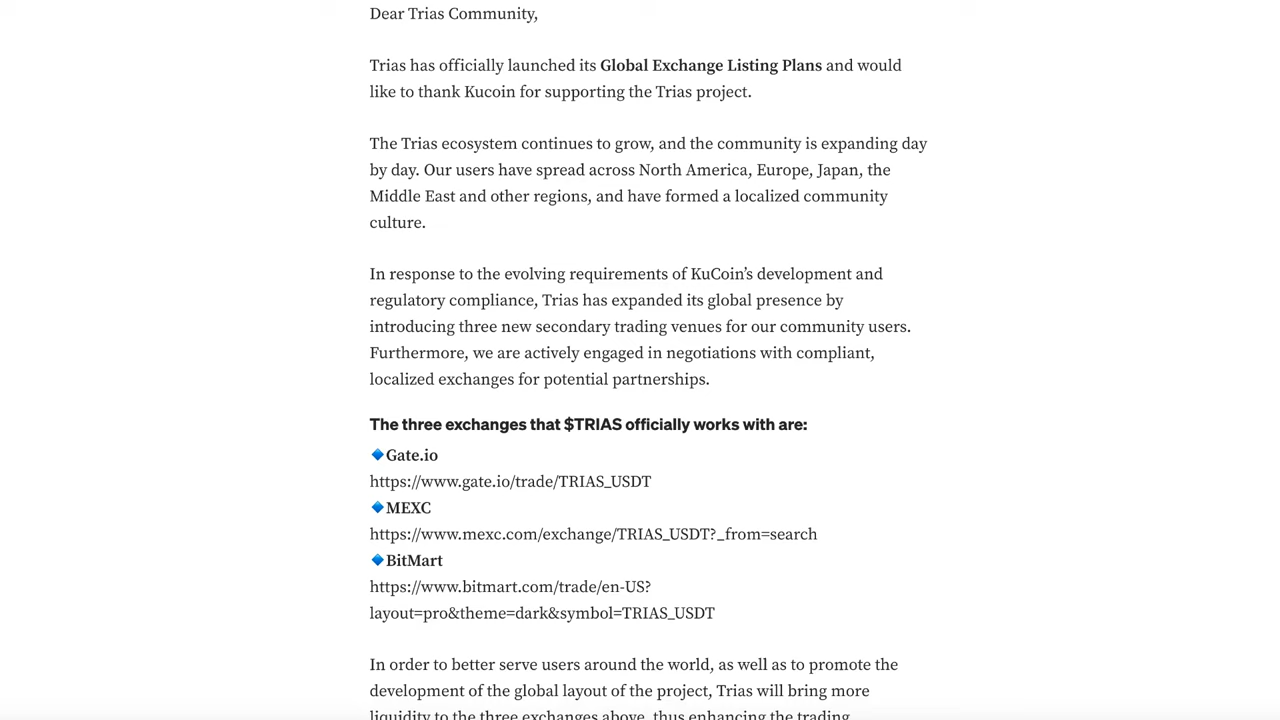 Dear Trias Community,
Trias has officially launched its Global Exchange Listing Plans and would
like to thank Kucoin for supporting the Trias project.
The Trias ecosystem continues to grow, and the community is expanding day
by day. Our users have spread across North America, Europe, Japan, the
Middle East and other regions, and have formed a localized community
culture.
In response to the evolving requirements of KuCoin’s development and
regulatory compliance, Trias has expanded its global presence by
introducing three new secondary trading venues for our community users.
Furthermore, we are actively engaged in negotiations with compliant,
localized exchanges for potential partnerships.
The three exchanges that $TRIAS officially works with are:
🔹Gate.io
https://www.gate.io/trade/TRIAS_USDT
🔹MEXC
https://www.mexc.com/exchange/TRIAS_USDT?_from=search
🔹BitMart
https://www.bitmart.com/trade/en-US?
layout=pro&theme=dark&symbol=TRIAS_USDT
In order to better serve users around the world, as well as to promote the
development of the global layout of the project, Trias will bring more
liquidity to the three exchanges above, thus enhancing the trading